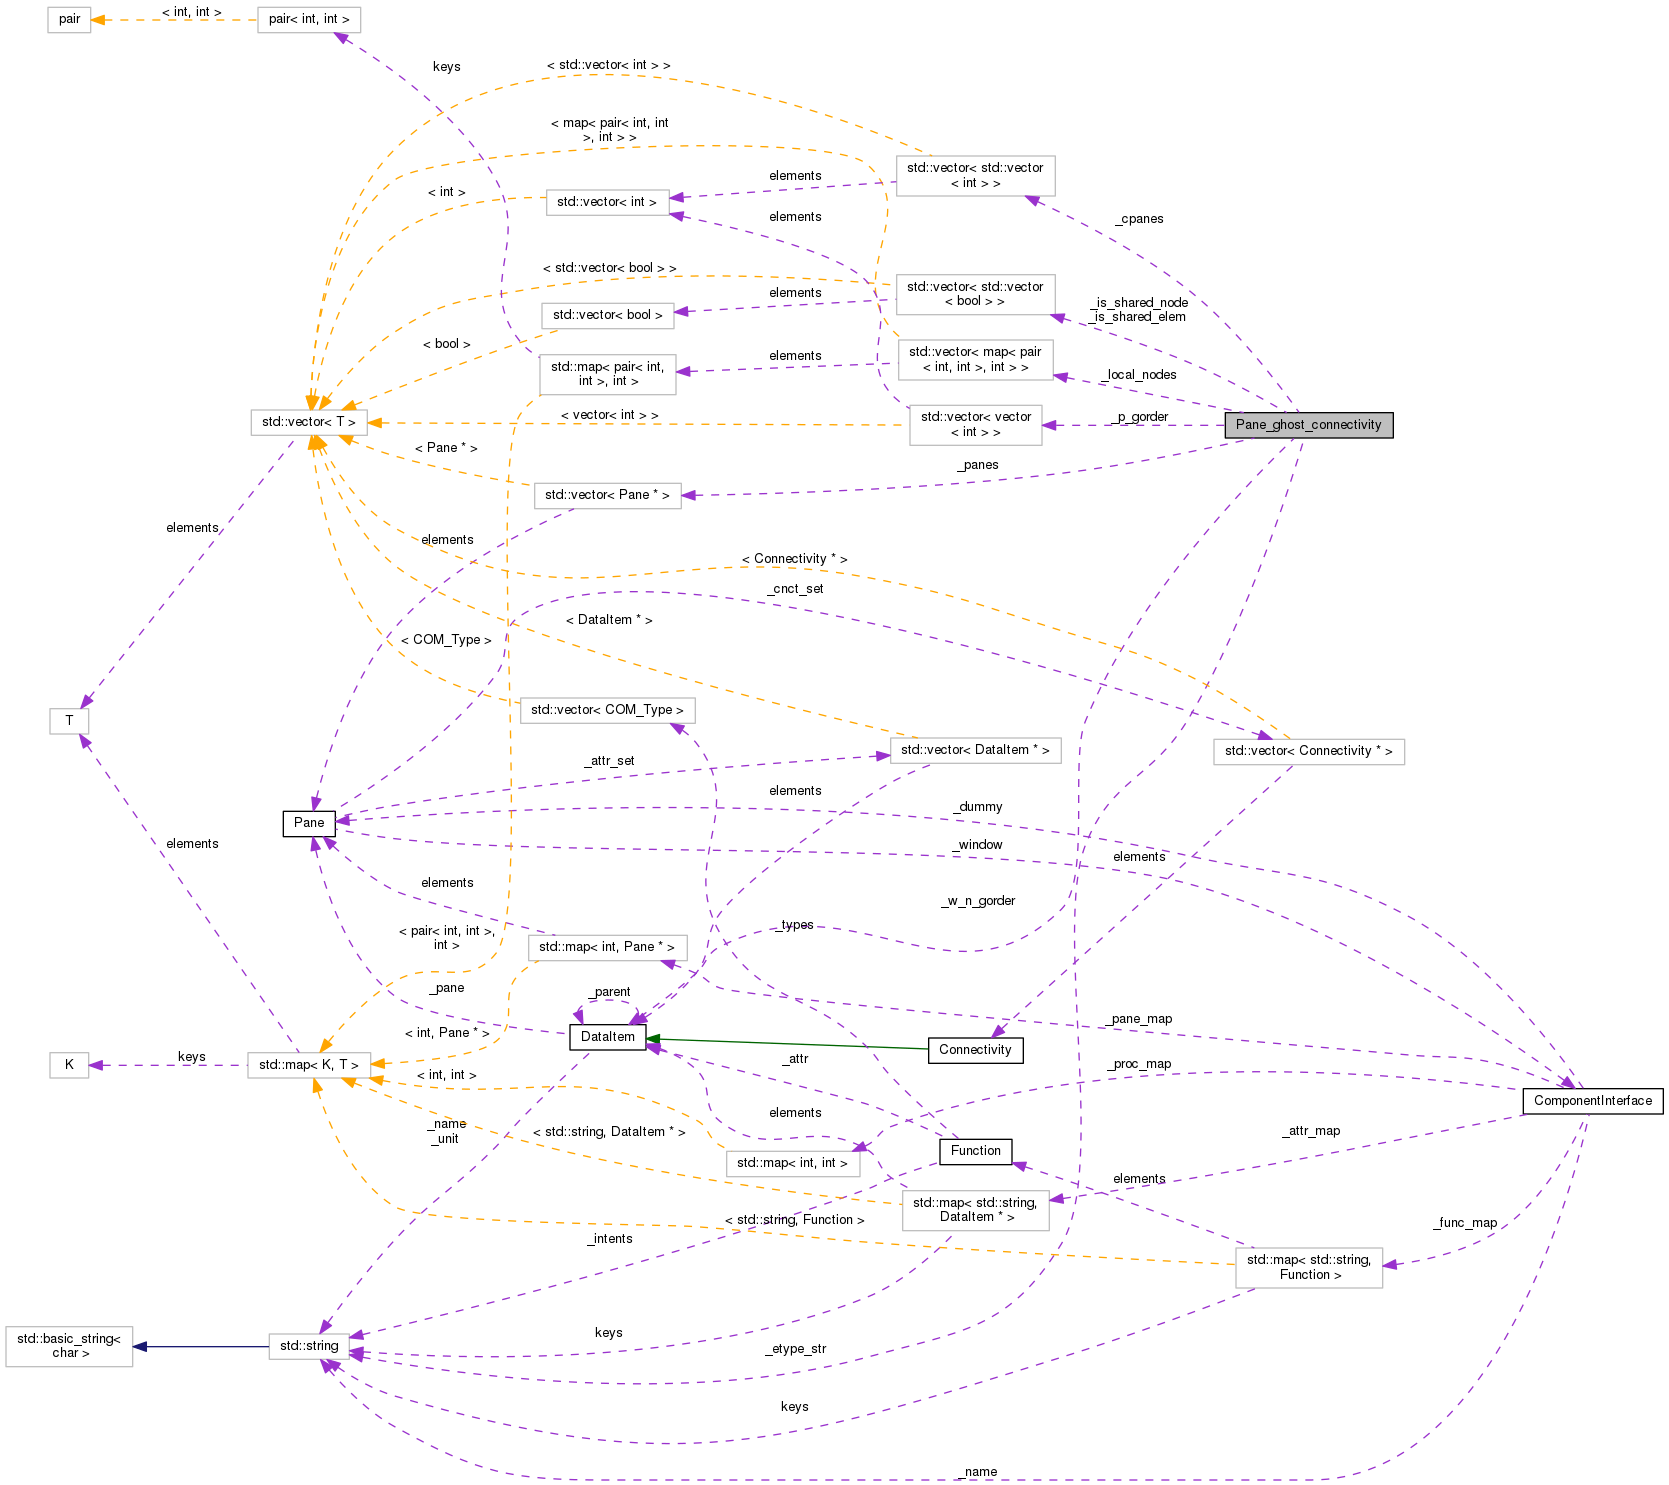 pair
< int, int >
pair< int, int >
keys
< std::vector< int > >
< map< pair< int, int
>, int > >
std::vector< std::vector
< int > >
elements
< int >
std::vector< int >
elements
_cpanes
< std::vector< bool > >
std::vector< std::vector
< bool > >
elements
_is_shared_node
_is_shared_elem
std::vector< bool >
< bool >
std::vector< map< pair
< int, int >, int > >
elements
std::map< pair< int,
int >, int >
_local_nodes
std::vector< T >
< vector< int > >
std::vector< vector
< int > >
_p_gorder
Pane_ghost_connectivity
< Pane * >
_panes
std::vector< Pane * >
elements
elements
< Connectivity * >
_cnct_set
< DataItem * >
< COM_Type >
T
std::vector< COM_Type >
std::vector< DataItem * >
std::vector< Connectivity * >
_attr_set
elements
_dummy
Pane
elements
_window
elements
elements
_w_n_gorder
_types
< pair< int, int >,
int >
std::map< int, Pane * >
_pane
_parent
_pane_map
< int, Pane * >
DataItem
Connectivity
K
keys
std::map< K, T >
_attr
_proc_map
< int, int >
ComponentInterface
elements
_name
_unit
< std::string, DataItem * >
_attr_map
Function
std::map< int, int >
elements
std::map< std::string,
DataItem * >
< std::string, Function >
_func_map
_intents
std::map< std::string,
Function >
std::basic_string<
char >
std::string
keys
_etype_str
keys
_name